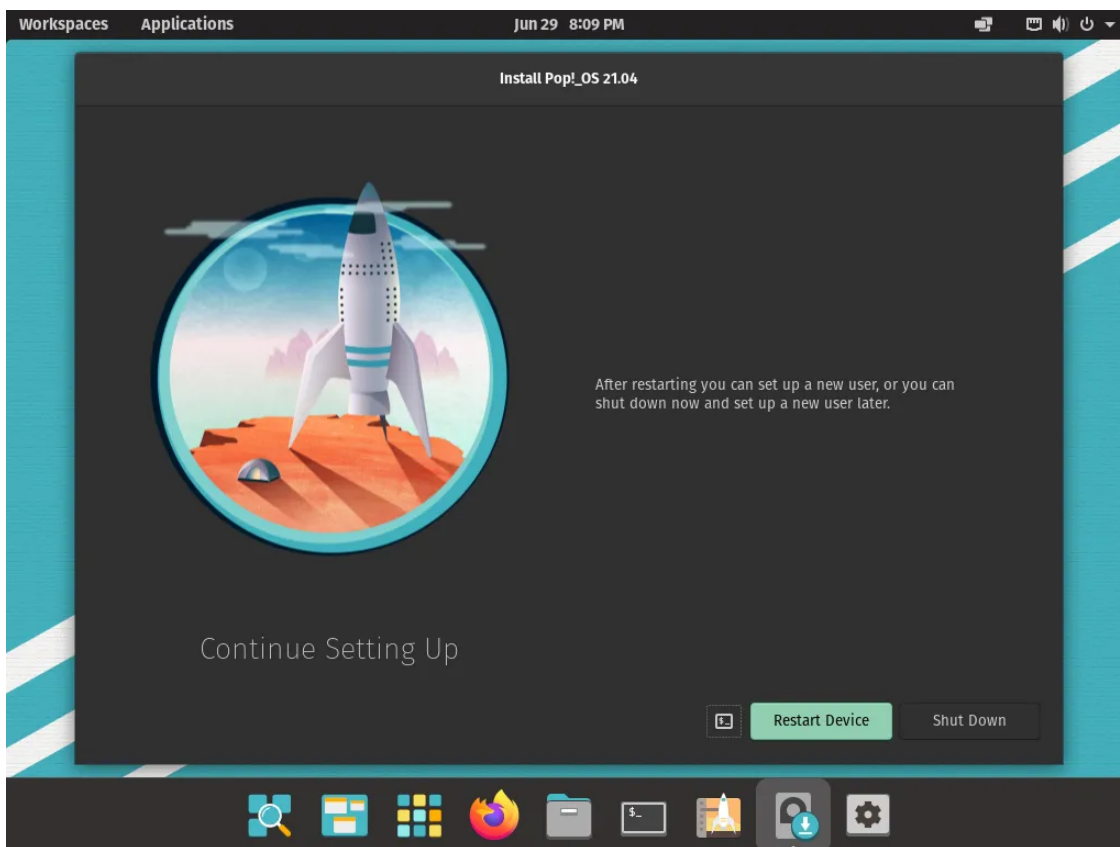 Workspaces Applications Jun 29 8:09 PM
Install Pop!_OS 21.04
After restarting you can set up a new user, or you can
shut down now and set up a new user later.
Continue Setting Up
$_ Restart Device Shut Down
$_